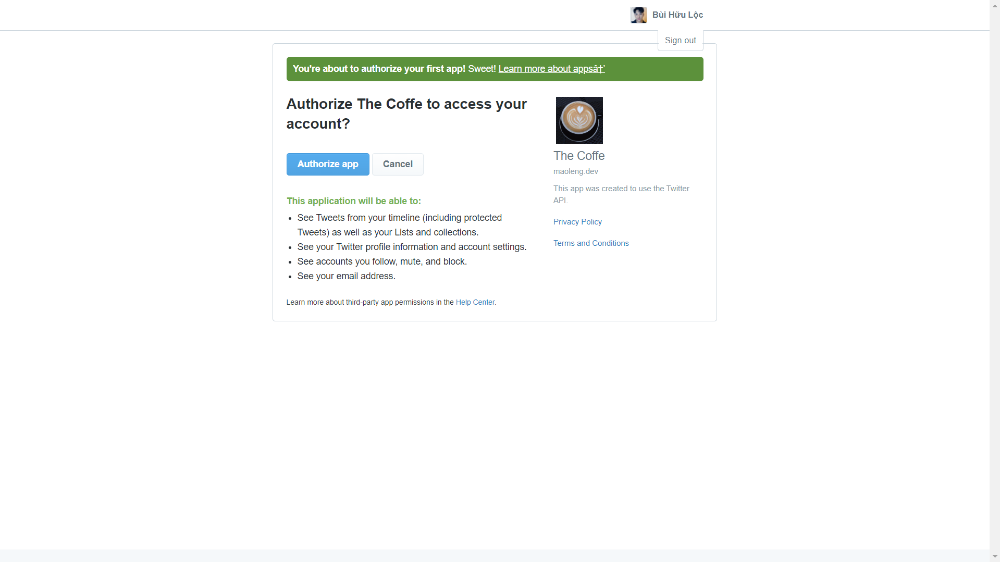 Bùi Hữu Lộc
Sign out
You're about to authorize your first app! Sweet! Learn more about appsâ†’
Authorize The Coffe to access your
account?
Authorize app
Cancel
This application will be able to:
See Tweets from your timeline (including protected
Tweets) as well as your Lists and collections.
See your Twitter profile information and account settings.
See accounts you follow, mute, and block.
See your email address.
Learn more about third-party app permissions in the Help Center.
The Coffe
maoleng.dev
This app was created to use the Twitter
API.
Privacy Policy
Terms and Conditions